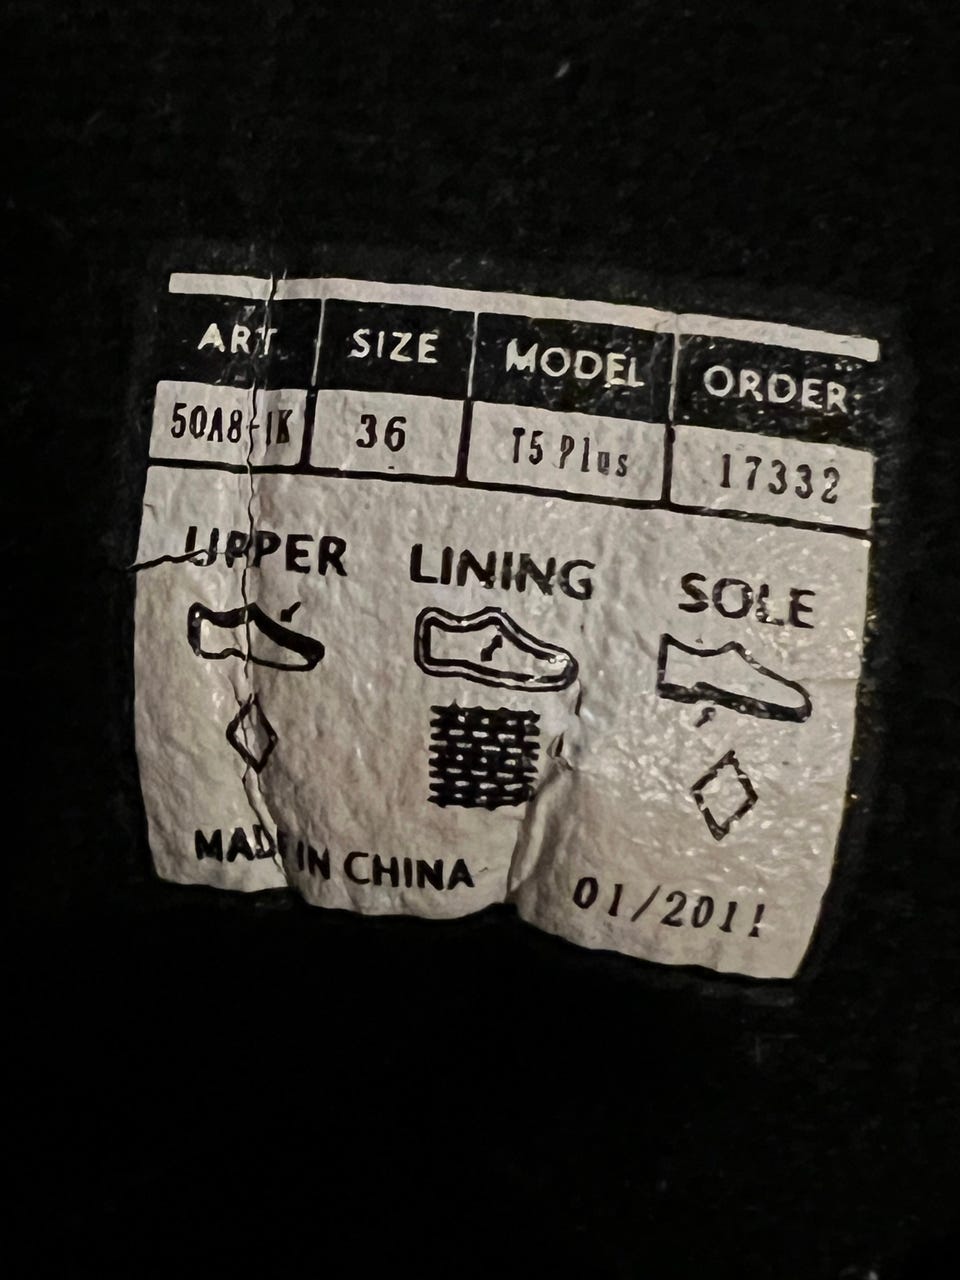 ART SIZE MODEL ORDER
50A8-1K 36 T5 Plus 17332
UPPER LINING SOLE
MADE IN CHINA
01/2011